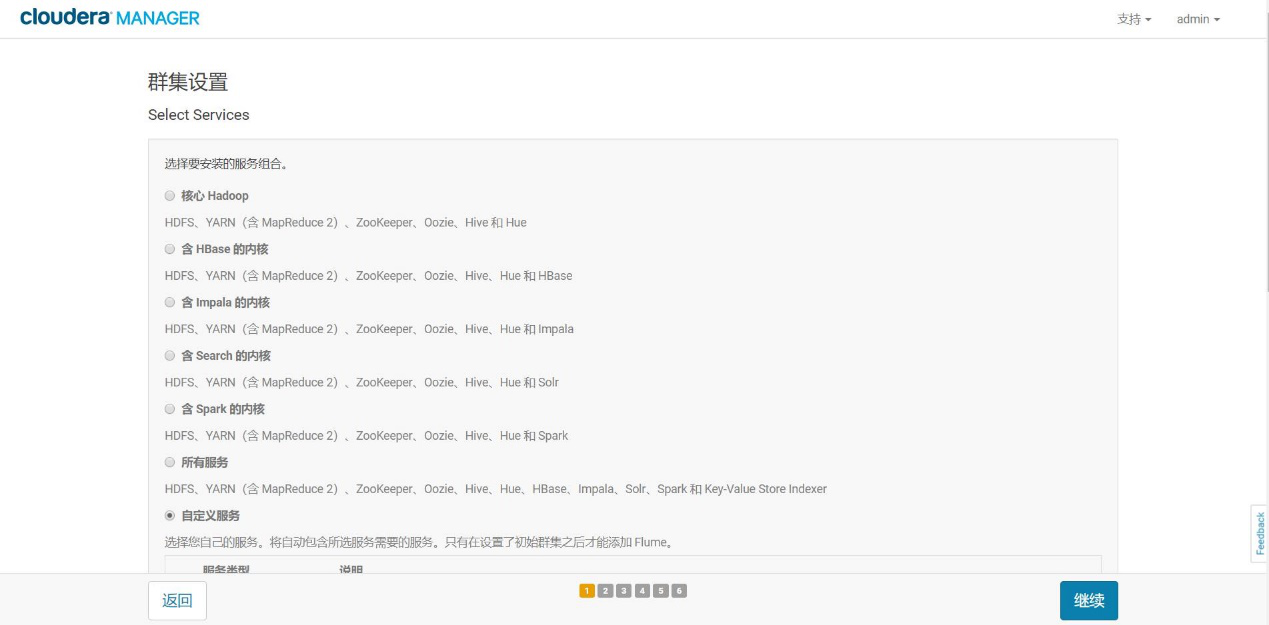 cloudera MANAGER
支持
admin
群集设置
Select Services
选择要安装的服务组合。
核心 Hadoop
HDFS、YARN（含 MapReduce 2）、ZooKeeper、Oozie、Hive 和 Hue
含 HBase 的内核
HDFS、YARN（含 MapReduce 2）、ZooKeeper、Oozie、Hive、Hue 和 HBase
含 Impala 的内核
HDFS、YARN（含 MapReduce 2）、ZooKeeper、Oozie、Hive、Hue 和 Impala
含 Search 的内核
HDFS、YARN（含 MapReduce 2）、ZooKeeper、Oozie、Hive、Hue 和 Solr
含 Spark 的内核
HDFS、YARN（含 MapReduce 2）、ZooKeeper、Oozie、Hive、Hue 和 Spark
所有服务
HDFS、YARN（含 MapReduce 2）、ZooKeeper、Oozie、Hive、Hue、HBase、Impala、Solr、Spark 和 Key-Value Store Indexer
自定义服务
选择您自己的服务。将自动包含所选服务需要的服务。只有在设置了初始群集之后才能添加 Flume。
服务类型 说明
Feedback
返回
1 2 3 4 5 6
继续